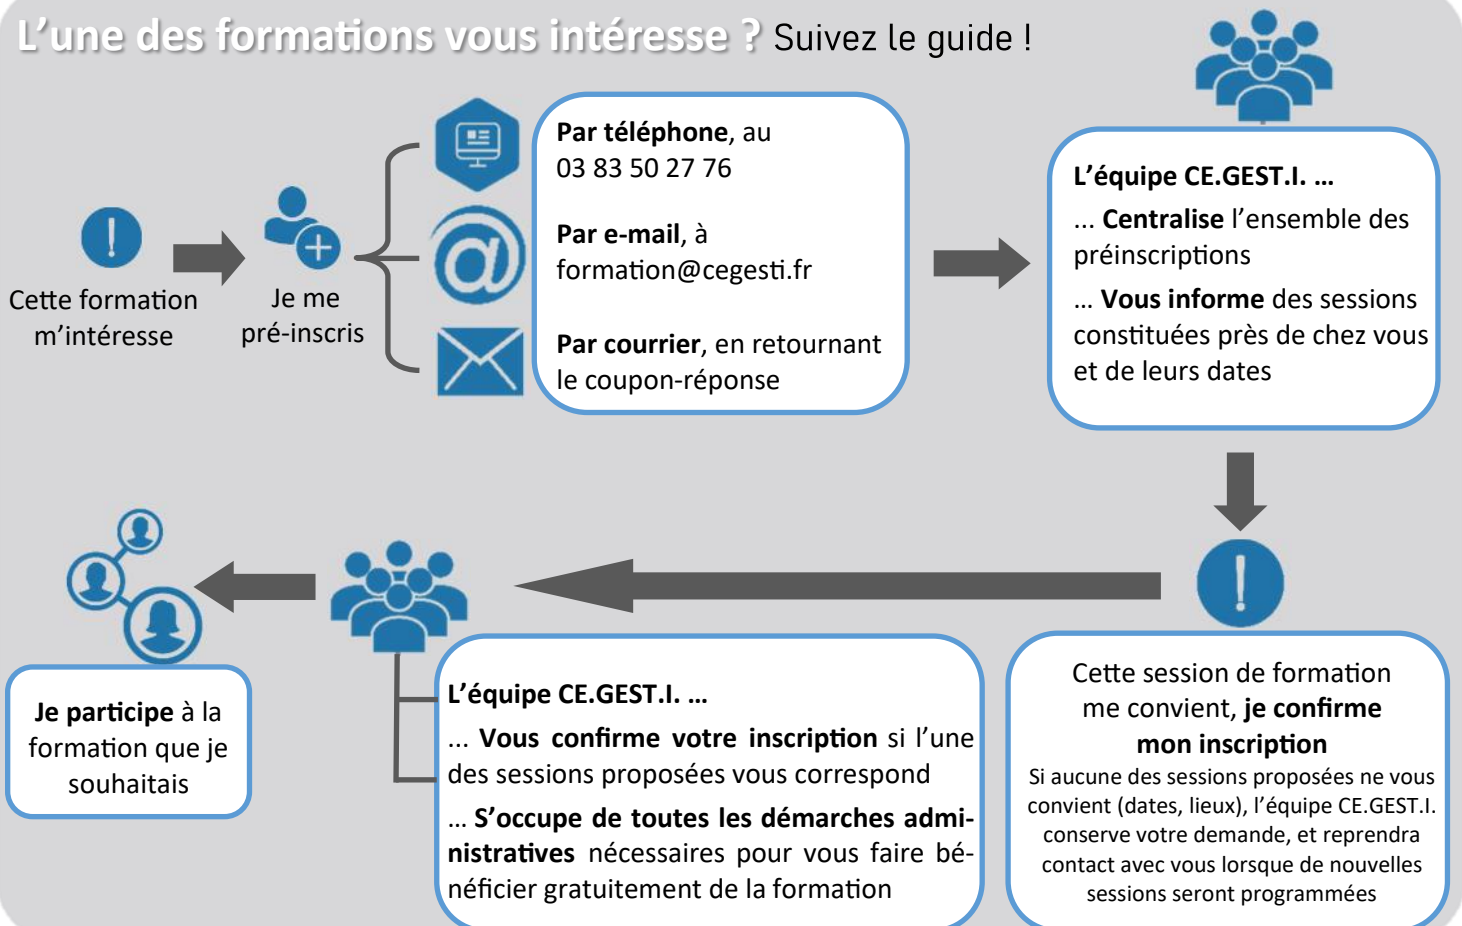 L'une des formations vous intéresse ? Suivez le guide !
Cette formation
m'intéresse
Je me
pré-inscris
Par téléphone, au
03 83 50 27 76
Par e-mail, à
formation@cegesti.fr
Par courrier, en retournant
le coupon-réponse
L'équipe CE.GEST.I. ...
... Centralise l'ensemble des
préinscriptions
... Vous informe des sessions
constituées près de chez vous
et de leurs dates
Cette session de formation
me convient, je confirme
mon inscription
Si aucune des sessions proposées ne vous
convient (dates, lieux), l'équipe CE.GEST.I.
conserve votre demande, et reprendra
contact avec vous lorsque de nouvelles
sessions seront programmées
L'équipe CE.GEST.I. ...
... Vous confirme votre inscription si l'une
des sessions proposées vous correspond
... S'occupe de toutes les démarches admi-
nistratives nécessaires pour vous faire bé-
néficier gratuitement de la formation
Je participe à la
formation que je
souhaitais